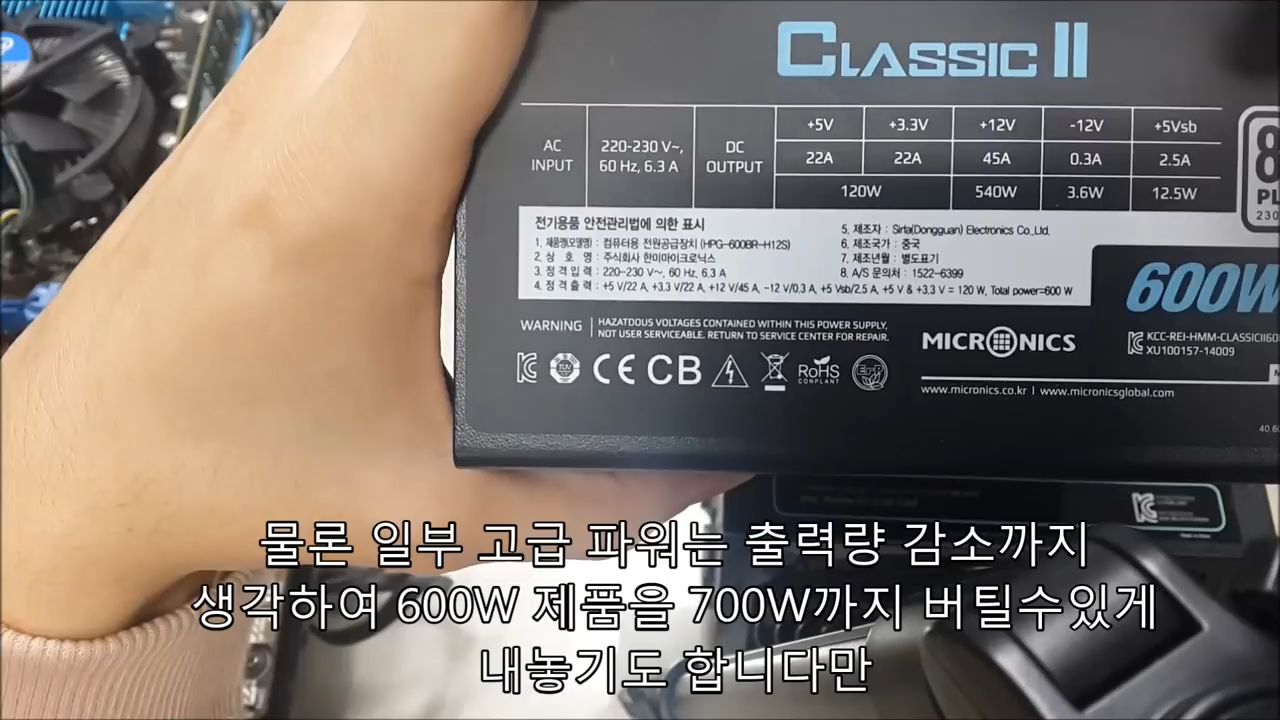 CLASSIC II
AC INPUT
220-230 V~, 60 Hz, 6.3 A
DC OUTPUT
+5V +3.3V +12V -12V +5Vsb
22A 22A 45A 0.3A 2.5A
120W 540W 3.6W 12.5W
8
PL
230
전기용품 안전관리법에 의한 표시
1. 제품명(모델명) : 컴퓨터용 전원공급장치 (HPG-600BR-H12S)
2. 상 호 명 : 주식회사 한미마이크로닉스
3. 정격 입력 : 220-230 V~, 60 Hz, 6.3 A
4. 정격 출력 : +5 V/22 A, +3.3 V/22 A, +12 V/45 A, -12 V/0.3 A, +5 Vsb/2.5 A, +5 V & +3.3 V = 120 W, Total power=600 W
5. 제조자 : Sirfa(Dongguan) Electronics Co.,Ltd.
6. 제조국가 : 중국
7. 제조년월 : 별도표기
8. A/S 문의처 : 1522-6399
600W
WARNING
HAZATDOUS VOLTAGES CONTAINED WITHIN THIS POWER SUPPLY,
NOT USER SERVICEABLE. RETURN TO SERVICE CENTER FOR REPAIR.
MICRONICS
KCC-REI-HMM-CLASSICII60
XU100157-14009
TUV CE CB RoHS
CONPLANT
ErP
www.micronics.co.kr | www.micronicsglobal.com
40.60
물론 일부 고급 파워는 출력량 감소까지
생각하여 600W 제품을 700W까지 버틸수있게
내놓기도 합니다만